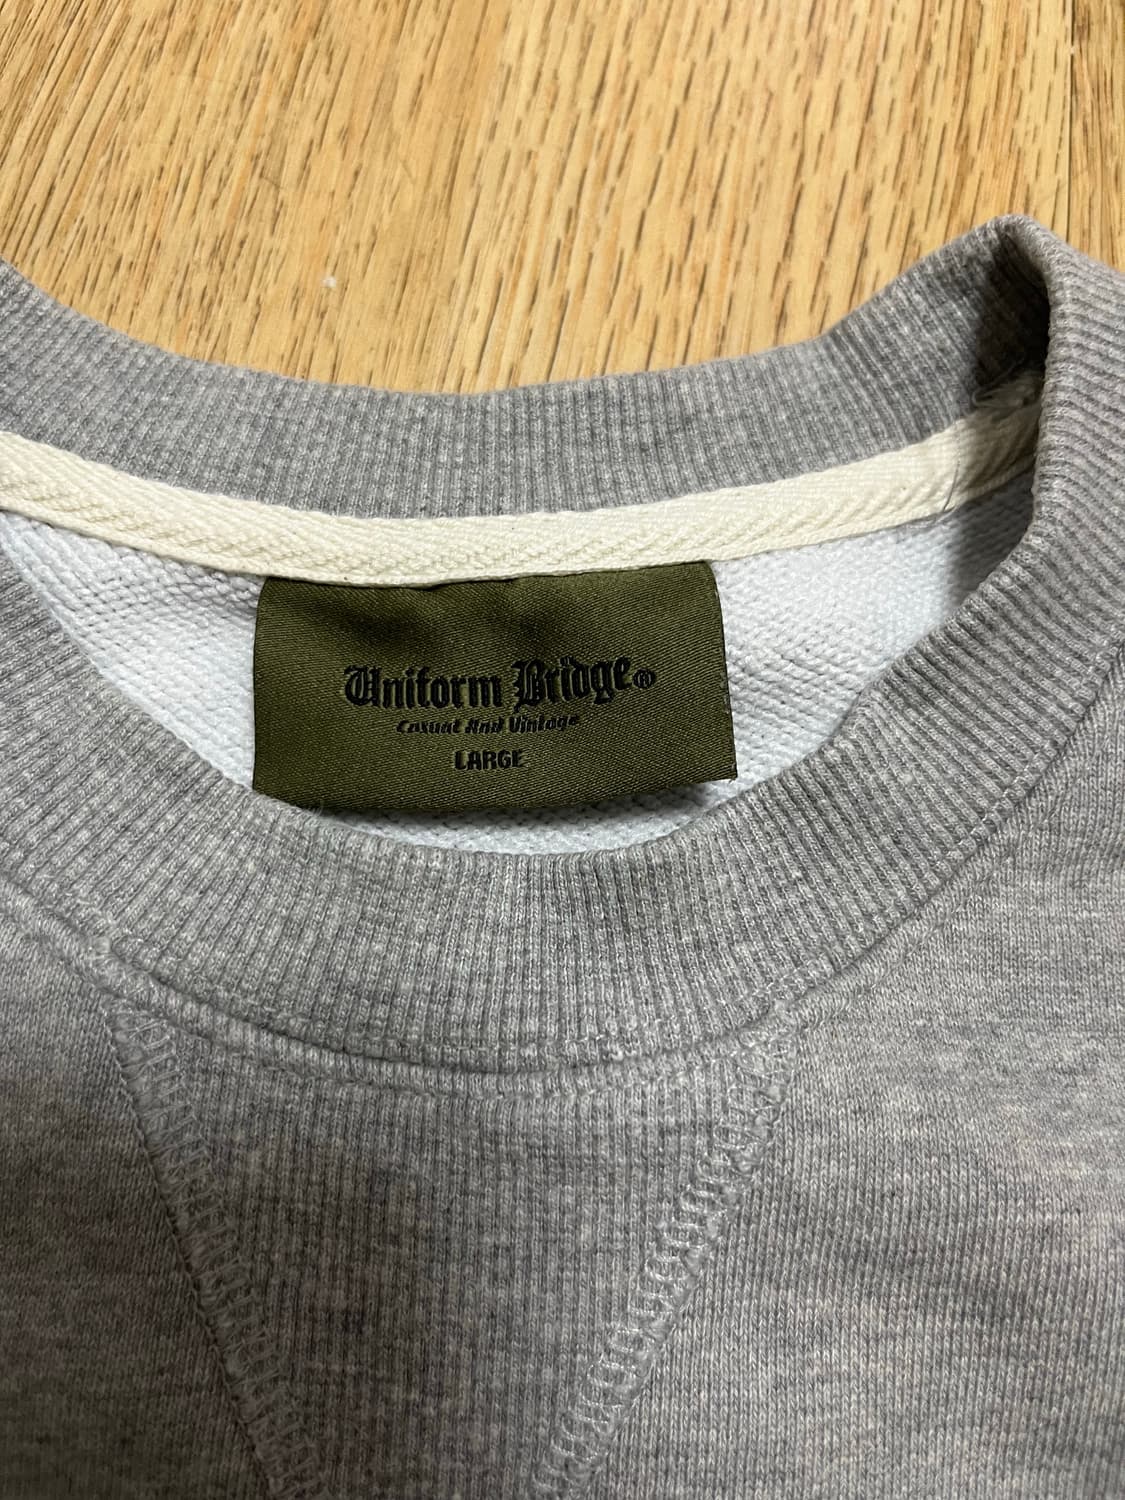 Uniform Bridge®
Casual And Vintage
LARGE